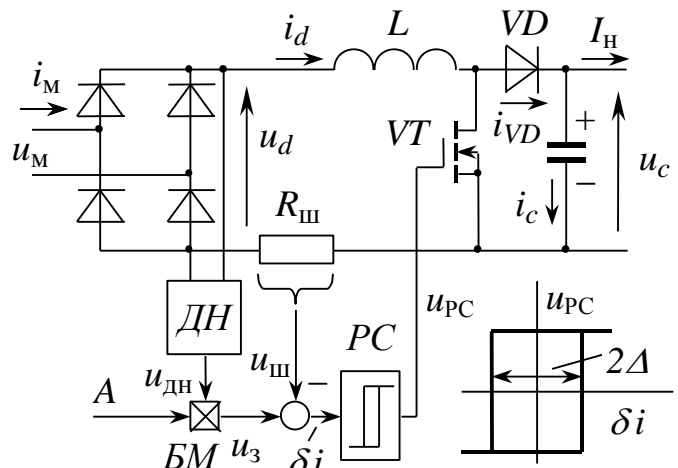 i_d L VD I_н
i_м
u_м
u_d
VT
i_VD
+
−
u_c
R_ш
i_c
u_РС
u_РС
ДН
РС
2Δ
u_дн
u_ш
−
A
δi
БМ
u_з
δi